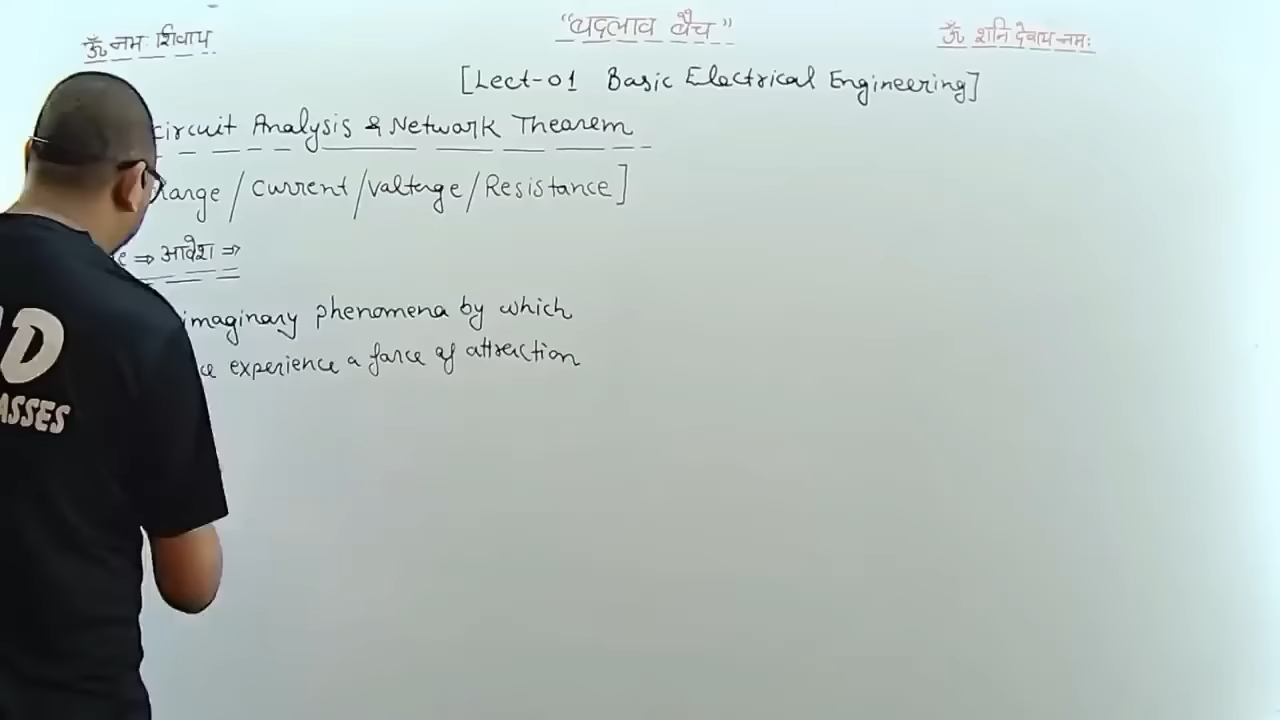 ॐ नमः शिवाय
"बदलाव बैच"
ॐ शनि देवाय नमः
[Lect-01 Basic Electrical Engineering]
circuit Analysis & Network Theorem
/ current / valtage / Resistance]
⇒ आवेश ⇒
imaginary phenomena by which
experience a farce of attraction
D
ASSES